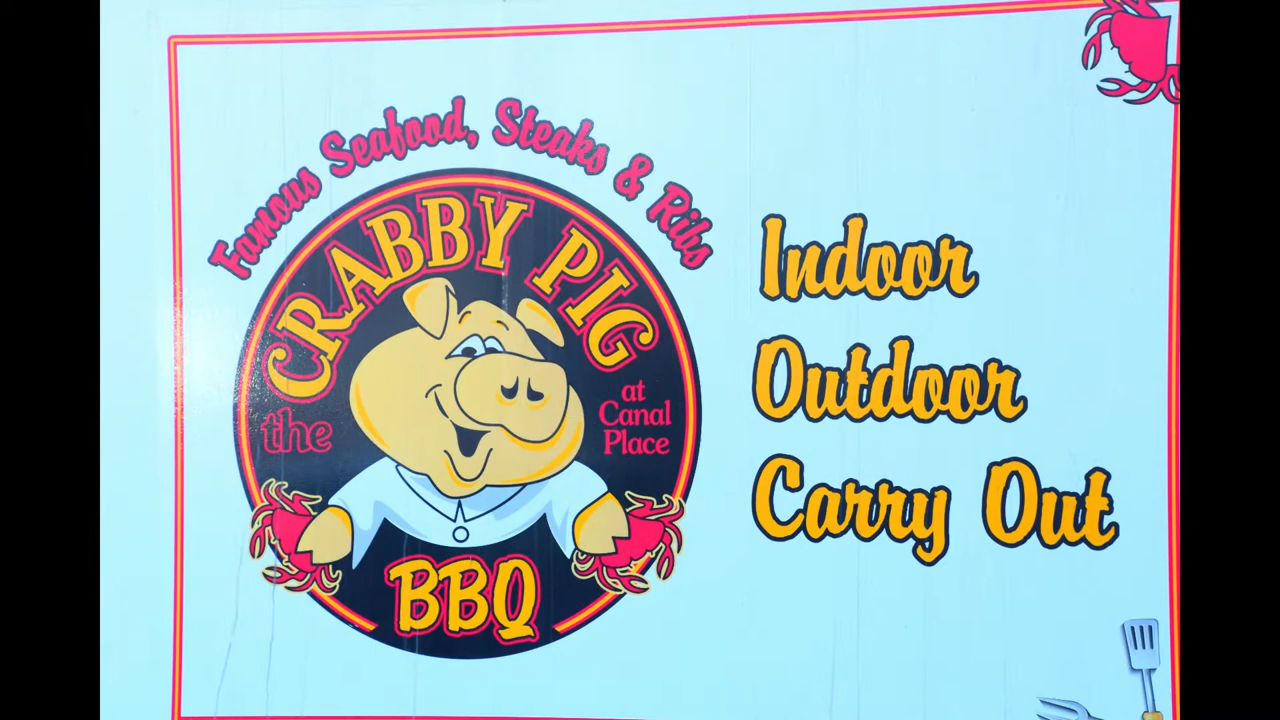 Famous Seafood, Steaks & Ribs
the CRABBY PIG
at
Canal
Place
BBQ
Indoor
Outdoor
Carry Out